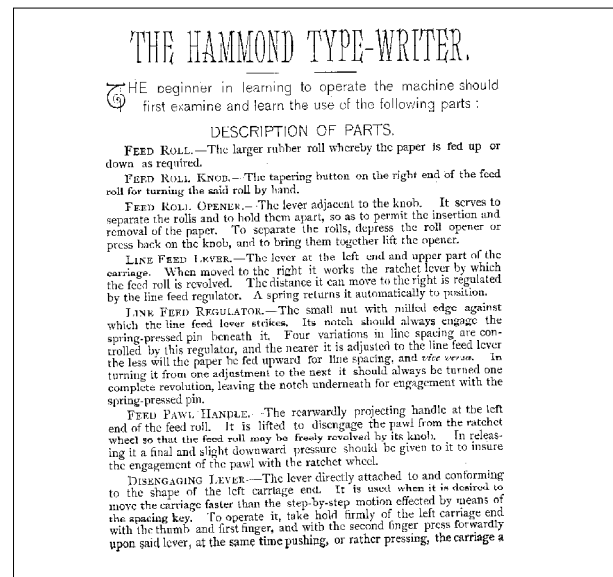 THE HAMMOND TYPE-WRITER.
THE beginner in learning to operate the machine should
first examine and learn the use of the following parts :
DESCRIPTION OF PARTS.
FEED ROLL.—The larger rubber roll whereby the paper is fed up or
down as required.
FEED ROLL KNOB.—The tapering button on the right end of the feed
roll for turning the said roll by hand.
FEED ROLL OPENER.—The lever adjacent to the knob. It serves to
separate the rolls and to hold them apart, so as to permit the insertion and
removal of the paper. To separate the rolls, depress the roll opener or
press back on the knob, and to bring them together lift the opener.
LINE FEED LEVER.—The lever at the left end and upper part of the
carriage. When moved to the right it works the ratchet lever by which
the feed roll is revolved. The distance it can move to the right is regulated
by the line feed regulator. A spring returns it automatically to position.
LINE FEED REGULATOR.—The small nut with milled edge against
which the line feed lever strikes. Its notch should always engage the
spring-pressed pin beneath it. Four variations in line spacing are con-
trolled by this regulator, and the nearer it is adjusted to the line feed lever
the less will the paper be fed upward for line spacing, and vice versa. In
turning it from one adjustment to the next it should always be turned one
complete revolution, leaving the notch underneath for engagement with the
spring-pressed pin.
FEED PAWL HANDLE.—The rearwardly projecting handle at the left
end of the feed roll. It is lifted to disengage the pawl from the ratchet
wheel so that the feed roll may be freely revolved by its knob. In releas-
ing it a final and slight downward pressure should be given to it to insure
the engagement of the pawl with the ratchet wheel.
DISENGAGING LEVER—The lever directly attached to and conforming
to the shape of the left carriage end. It is used when it is desired to
move the carriage faster than the step-by-step motion effected by means of
the spacing key. To operate it, take hold firmly of the left carriage end
with the thumb and first finger, and with the second finger press forwardly
upon said lever, at the same time pushing, or rather pressing, the carriage a